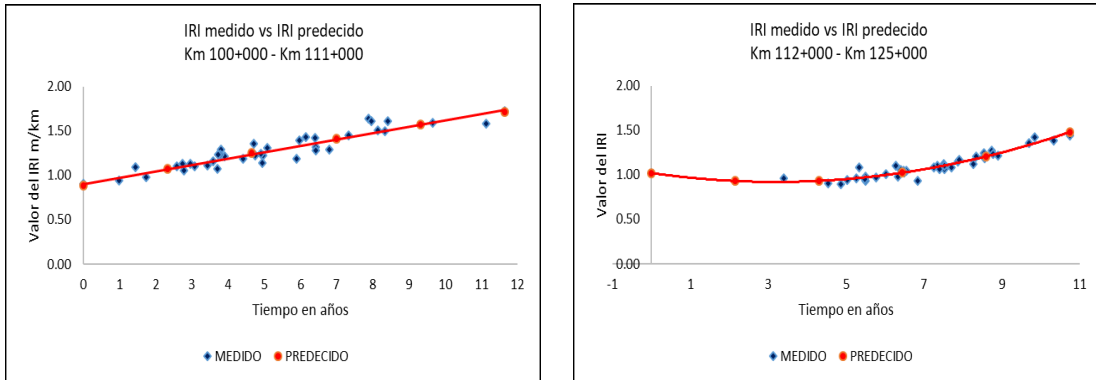 IRI medido vs IRI predecido
Km 100+000 - Km 111+000
Valor del IRI m/km
2.00
1.50
1.00
0.50
0.00
0 1 2 3 4 5 6 7 8 9 10 11 12
Tiempo en años
MEDIDO PREDECIDO
IRI medido vs IRI predecido
Km 112+000 - Km 125+000
Valor del IRI
2.00
1.50
1.00
0.50
0.00
-1 1 3 5 7 9 11
Tiempo en años
MEDIDO PREDECIDO